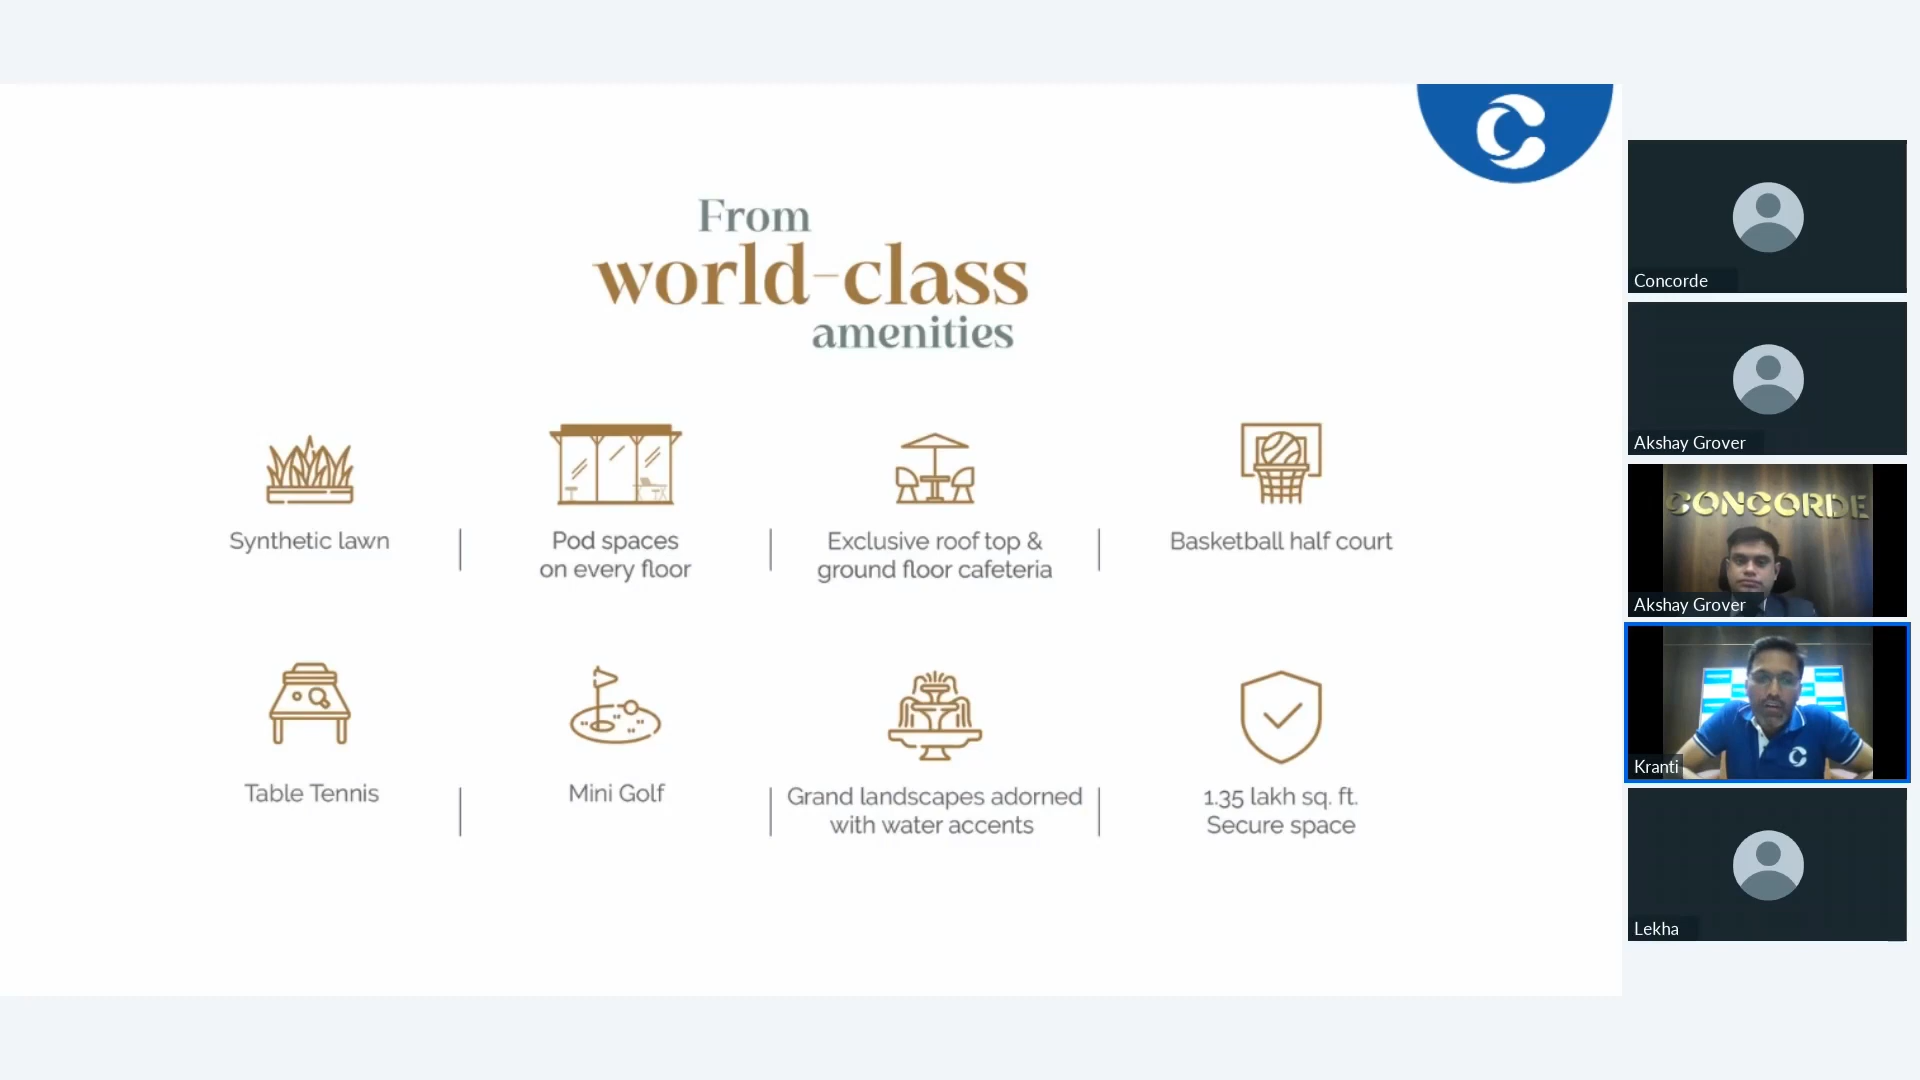 From
world-class
amenities
Synthetic lawn
Pod spaces
on every floor
Exclusive roof top &
ground floor cafeteria
Basketball half court
Table Tennis
Mini Golf
Grand landscapes adorned
with water accents
1.35 lakh sq. ft.
Secure space
Concorde
Akshay Grover
CONCORDE
Akshay Grover
Kranti
Lekha